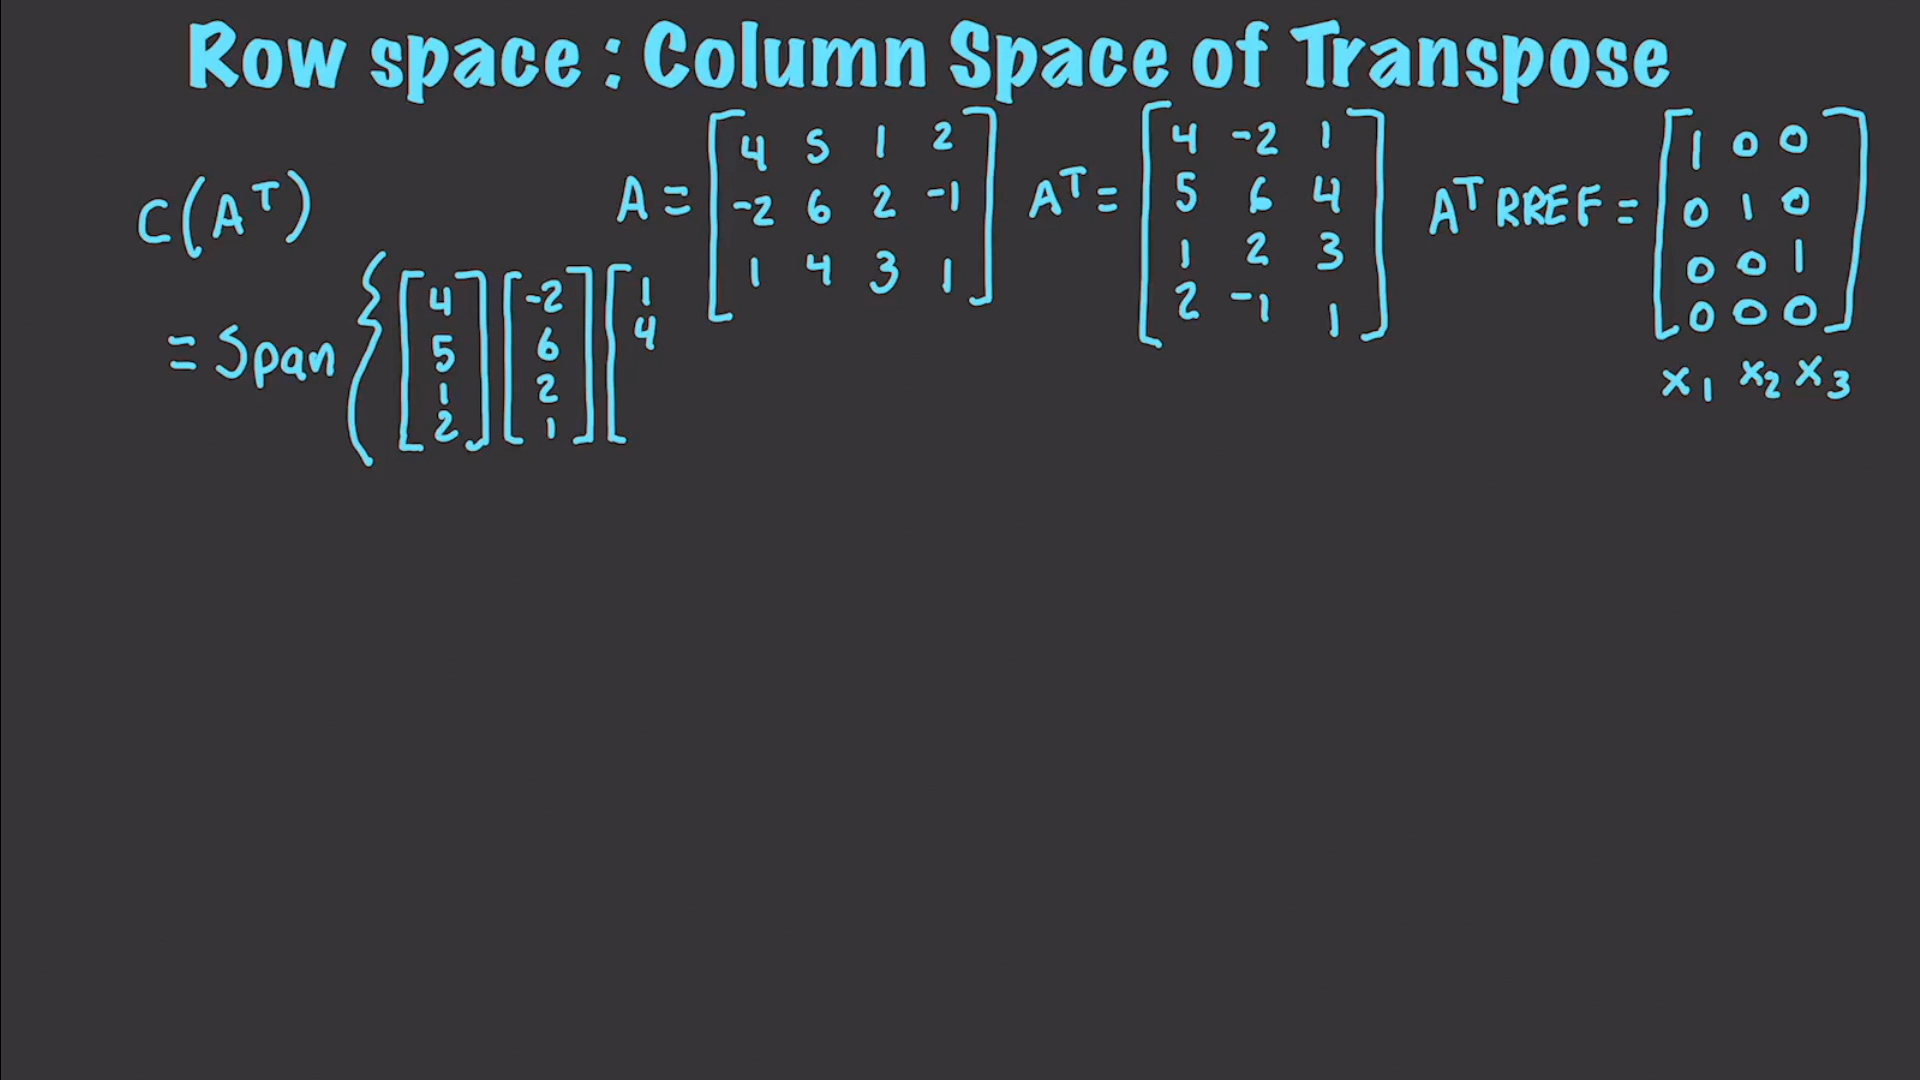 Row space : Column Space of Transpose
C(Aᵀ)
A = [4 5 1 2
-2 6 2 -1
1 4 3 1]
Aᵀ = [4 -2 1
5 6 4
1 2 3
2 -1 1]
Aᵀ RREF = [1 0 0
0 1 0
0 0 1
0 0 0]
x1 x2 x3
= Span { [4 5 1 2] [-2 6 2 1] [1 4